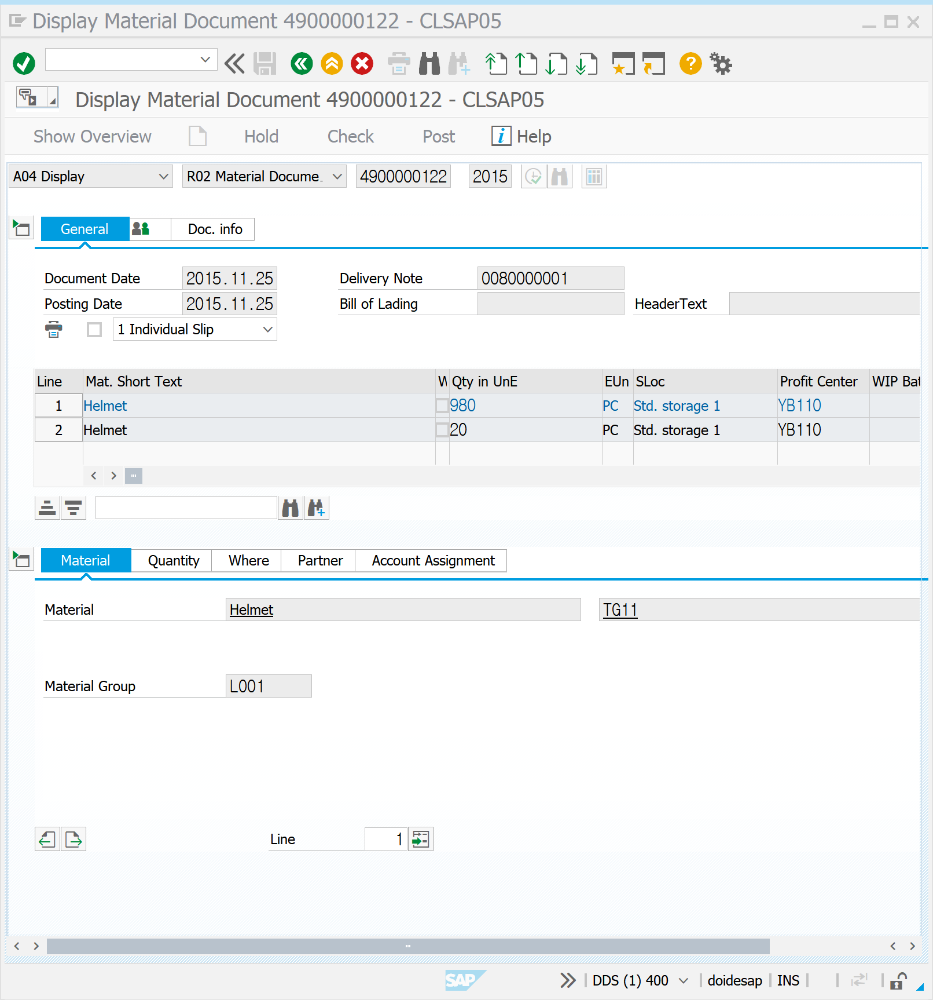 Display Material Document 4900000122 - CLSAP05
Display Material Document 4900000122 - CLSAP05
Show Overview Hold Check Post i Help
A04 Display R02 Material Docume... 4900000122 2015
General Doc. info
Document Date 2015.11.25 Delivery Note 0080000001
Posting Date 2015.11.25 Bill of Lading HeaderText
1 Individual Slip
Line Mat. Short Text W Qty in UnE EUn SLoc Profit Center WIP Bat
1 Helmet 980 PC Std. storage 1 YB110
2 Helmet 20 PC Std. storage 1 YB110
Material Quantity Where Partner Account Assignment
Material Helmet TG11
Material Group L001
Line 1
SAP DDS (1) 400 doidesap INS